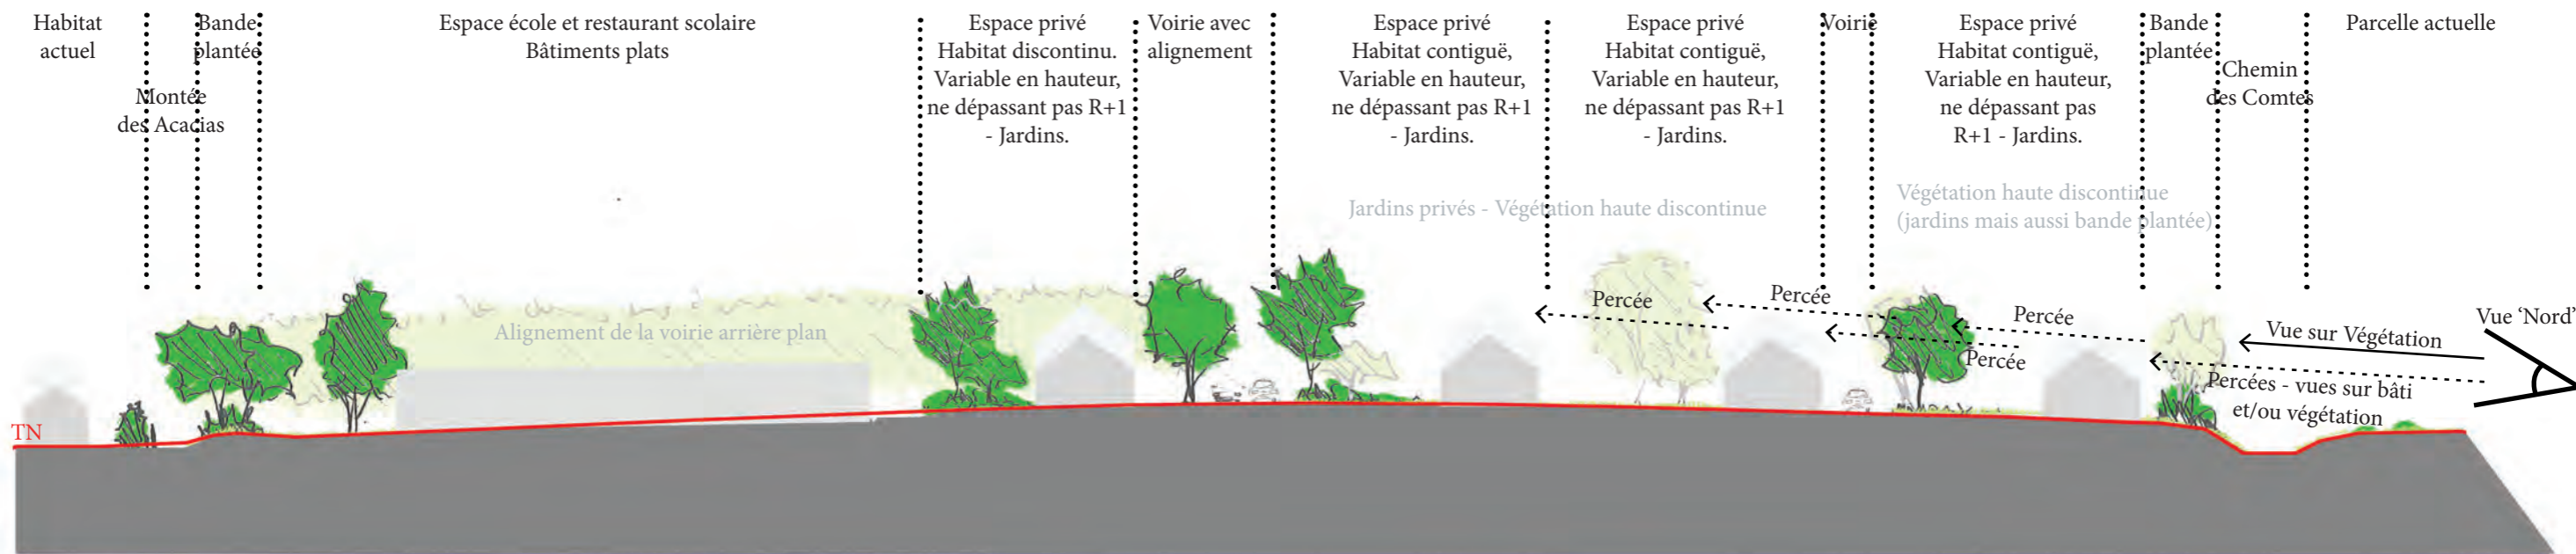 Habitat
actuel
Montée
des Acacias
Bande
plantée
Espace école et restaurant scolaire
Bâtiments plats
Espace privé
Habitat discontinu.
Variable en hauteur,
ne dépassant pas R+1
- Jardins.
Voirie avec
alignement
Espace privé
Habitat contiguë,
Variable en hauteur,
ne dépassant pas R+1
- Jardins.
Espace privé
Habitat contiguë,
Variable en hauteur,
ne dépassant pas R+1
- Jardins.
Voirie
Espace privé
Habitat contiguë,
Variable en hauteur,
ne dépassant pas
R+1 - Jardins.
Bande
plantée
Chemin
des Comtes
Parcelle actuelle
Jardins privés - Végétation haute discontinue
Végétation haute discontinue
(jardins mais aussi bande plantée)
Alignement de la voirie arrière plan
Percée
Percée
Percée
Percée
Vue sur Végétation
Vue ‘Nord’
Percées - vues sur bâti
et/ou végétation
TN